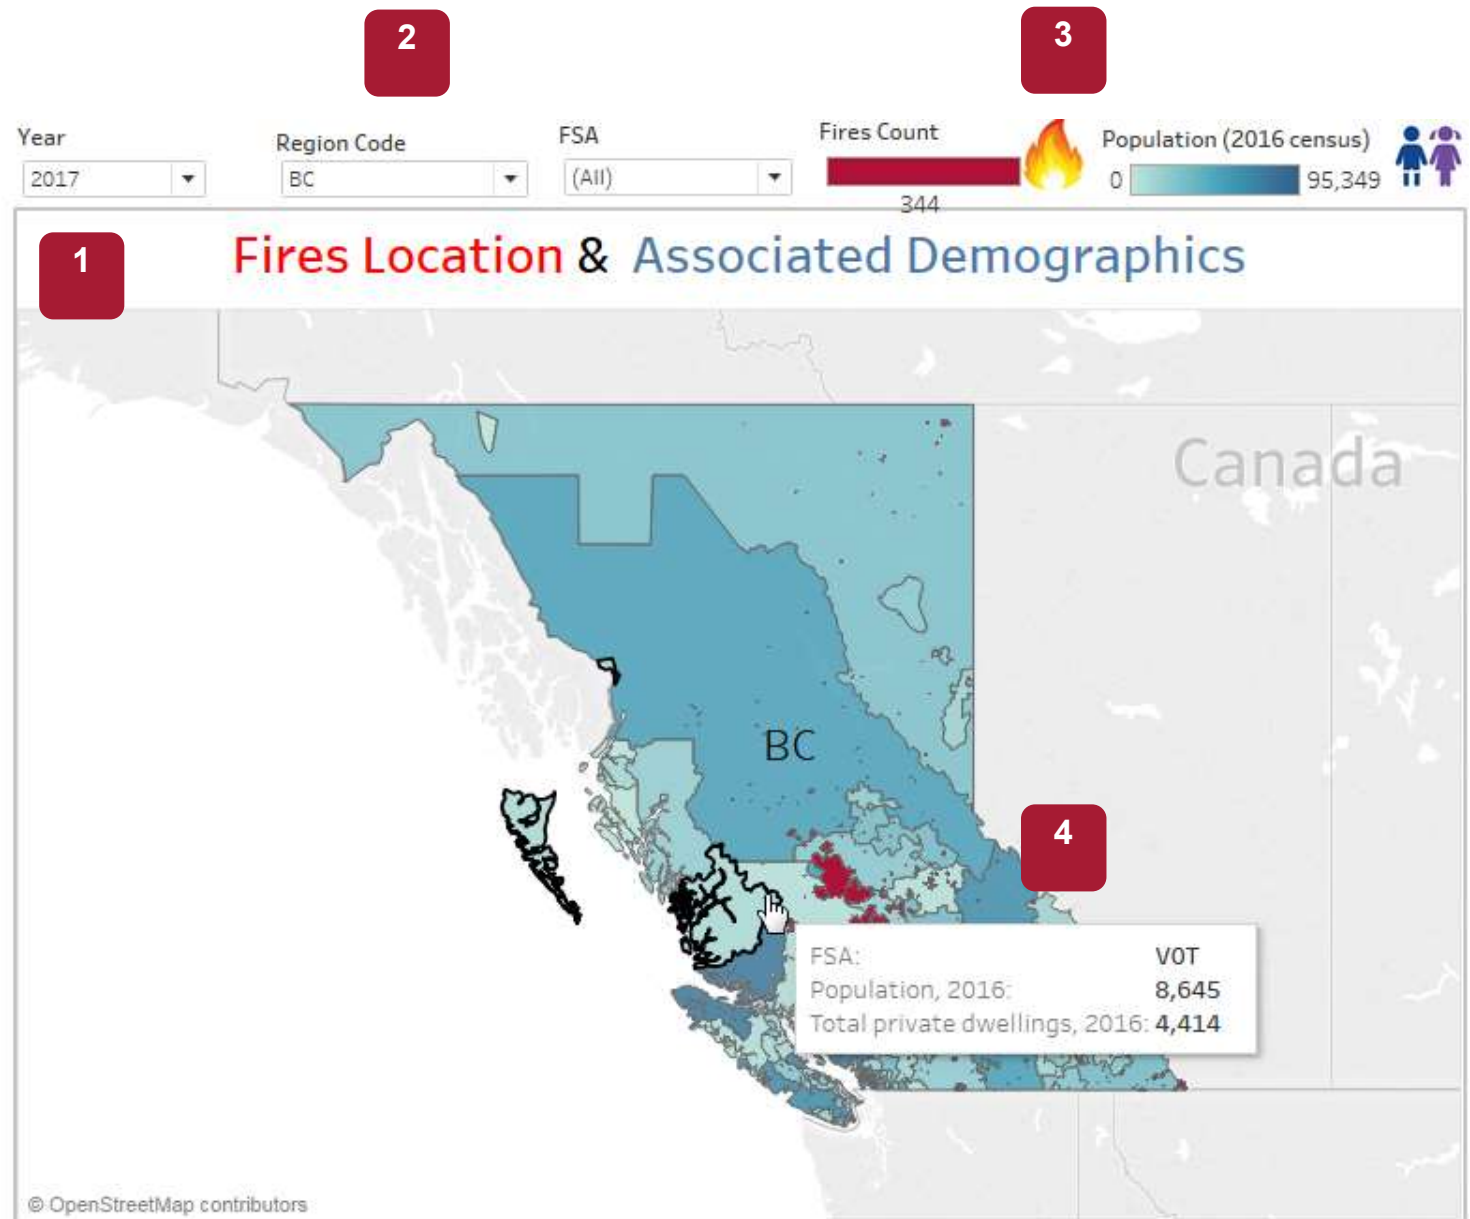 2
3
Year
Region Code
FSA
Fires Count
Population (2016 census)
2017
BC
(All)
344
0
95,349
1
Fires Location & Associated Demographics
Canada
BC
4
FSA: V0T
Population, 2016: 8,645
Total private dwellings, 2016: 4,414
© OpenStreetMap contributors